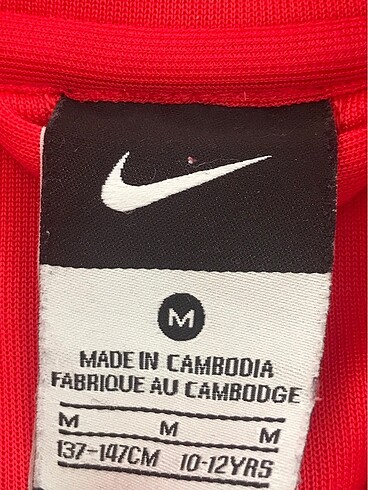 M
MADE IN CAMBODIA
FABRIQUE AU CAMBODGE
M M M
137-147CM 10-12YRS